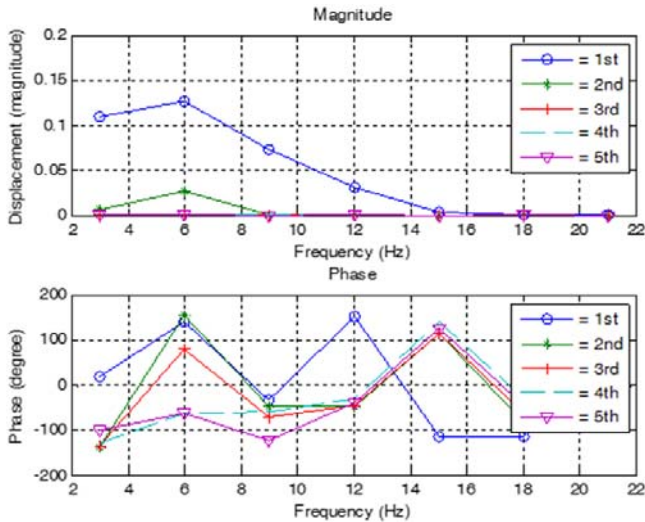 Magnitude
0.2
0.15
0.1
0.05
0
Displacement (magnitude)
2 4 6 8 10 12 14 16 18 20 22
Frequency (Hz)
= 1st
= 2nd
= 3rd
= 4th
= 5th
Phase
200
100
0
-100
-200
Phase (degree)
2 4 6 8 10 12 14 16 18 20 22
Frequency (Hz)
= 1st
= 2nd
= 3rd
= 4th
= 5th